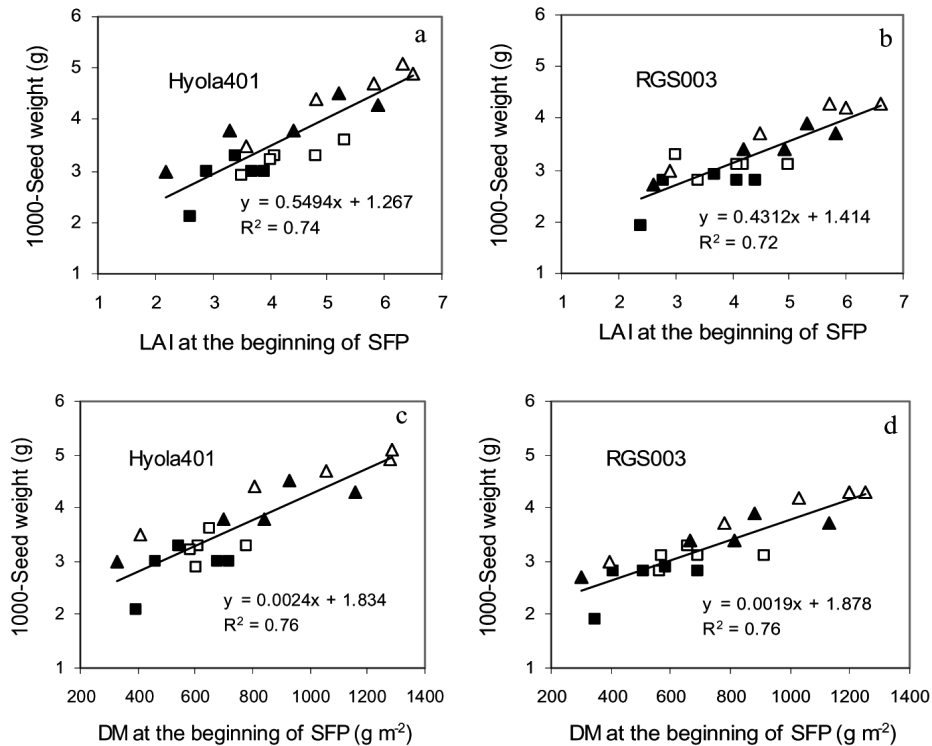 a
Hyola401
y = 0.5494x + 1.267
R² = 0.74
1000-Seed weight (g)
6
5
4
3
2
1
1 2 3 4 5 6 7
LAI at the beginning of SFP
b
RGS003
y = 0.4312x + 1.414
R² = 0.72
1000-Seed weight (g)
6
5
4
3
2
1
1 2 3 4 5 6 7
LAI at the beginning of SFP
c
Hyola401
y = 0.0024x + 1.834
R² = 0.76
1000-Seed weight (g)
6
5
4
3
2
1
200 400 600 800 1000 1200 1400
DM at the beginning of SFP (g m⁻²)
d
RGS003
y = 0.0019x + 1.878
R² = 0.76
1000-Seed weight (g)
6
5
4
3
2
1
200 400 600 800 1000 1200 1400
DM at the beginning of SFP (g m⁻²)